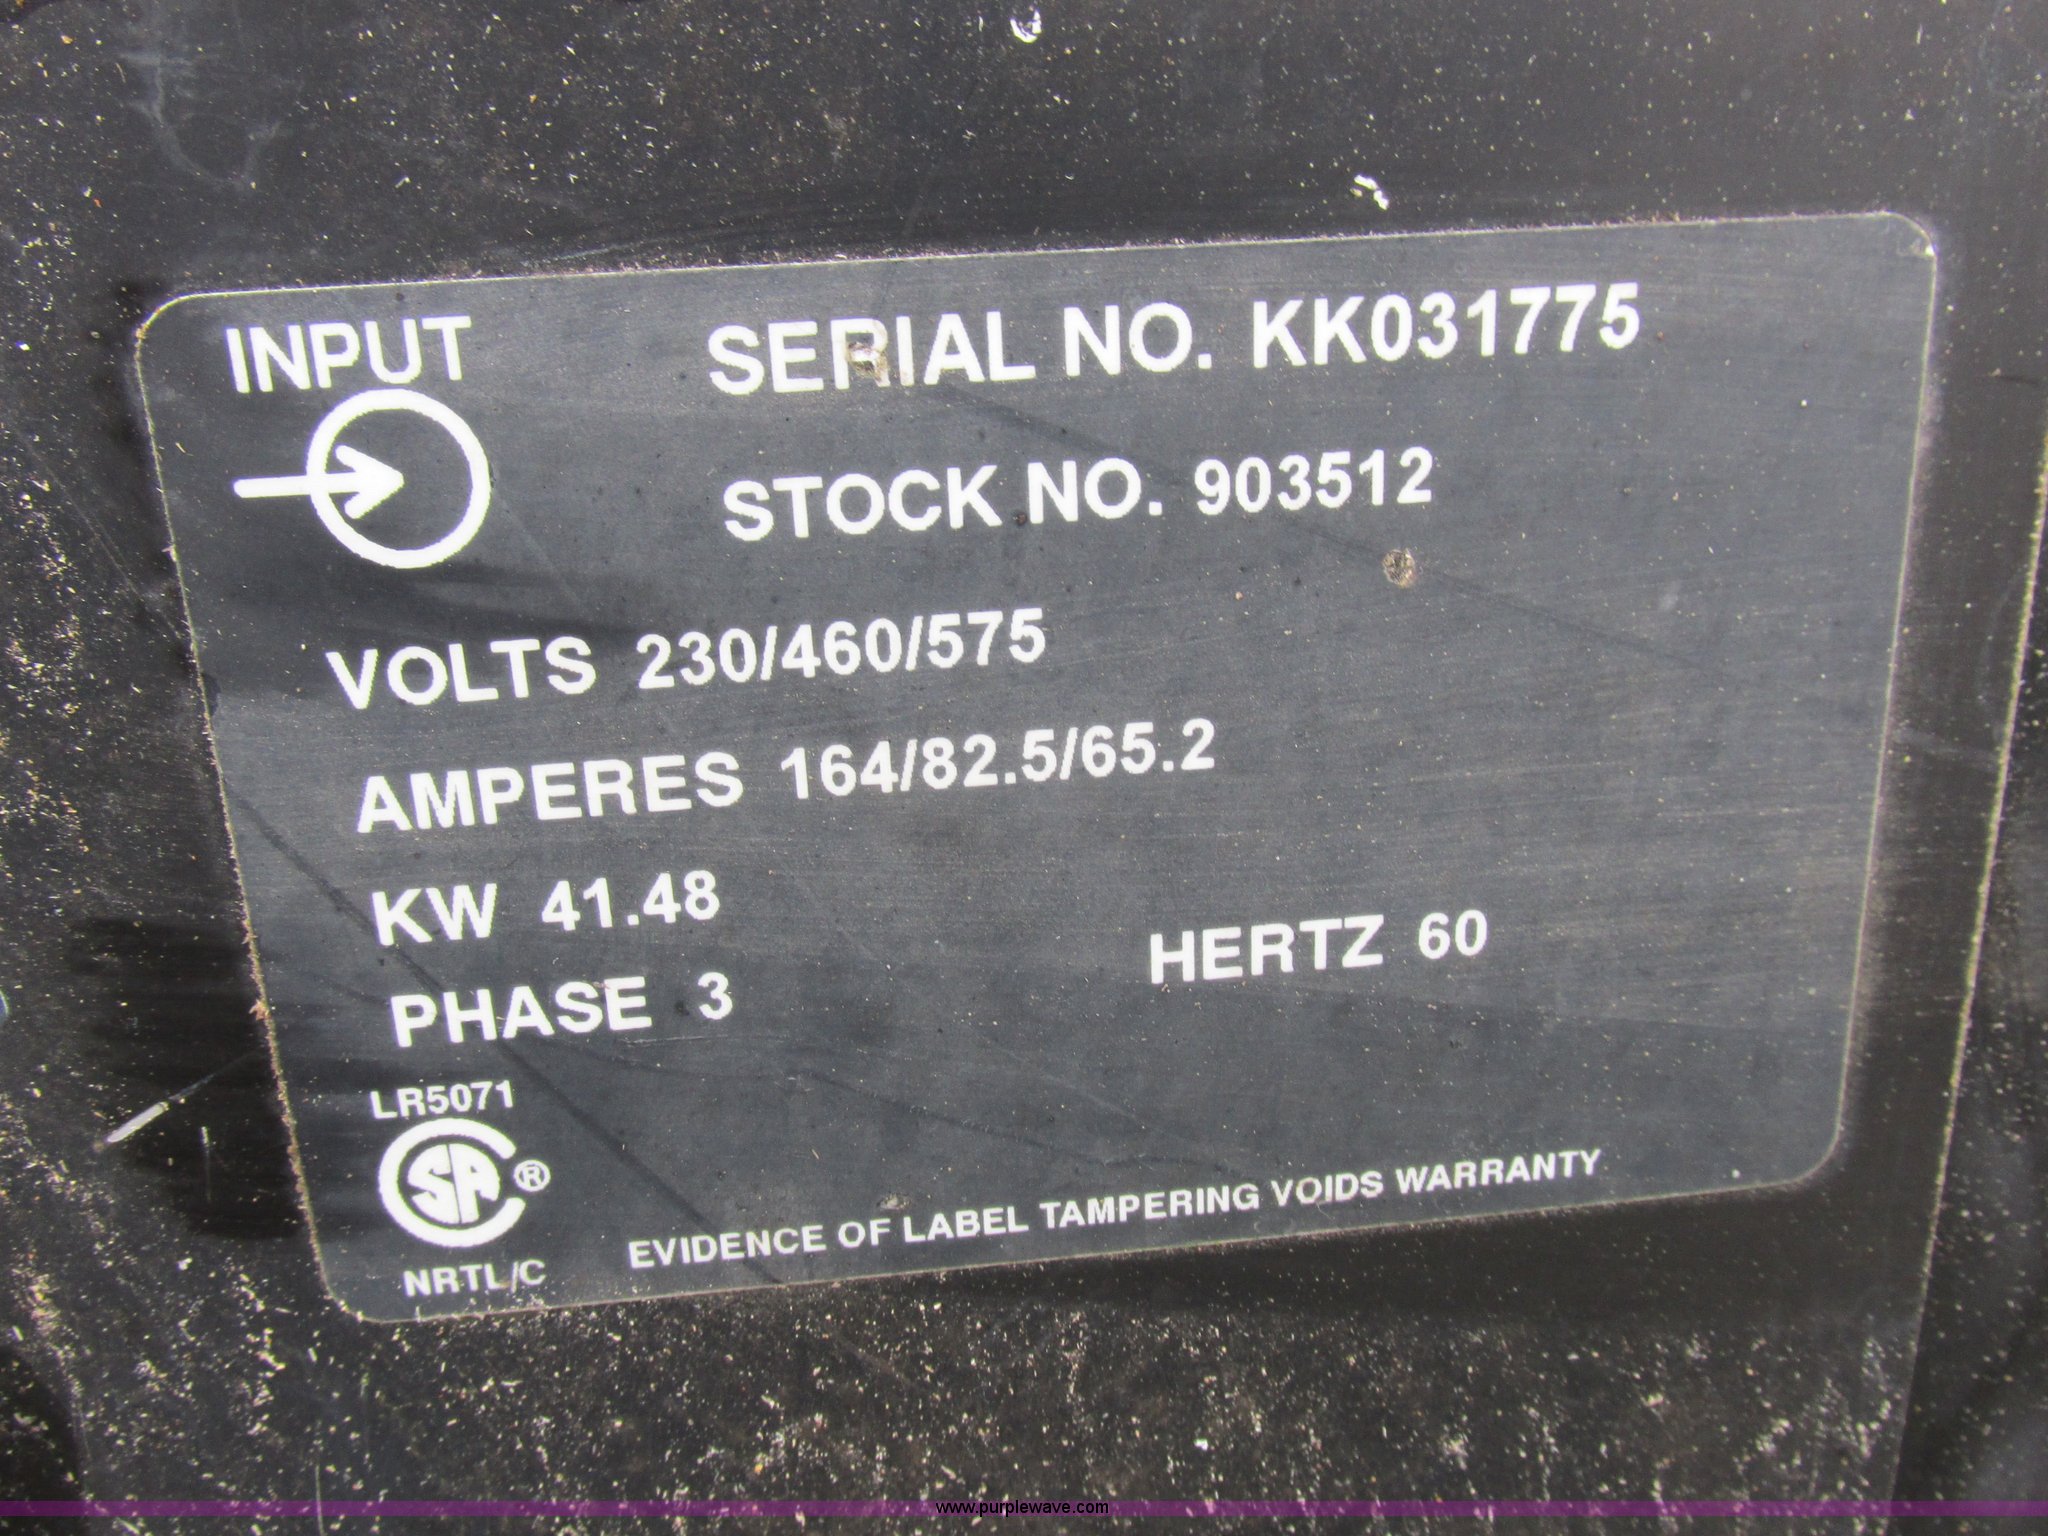 INPUT
SERIAL NO. KK031775
STOCK NO. 903512
VOLTS 230/460/575
AMPERES 164/82.5/65.2
KW 41.48
HERTZ 60
PHASE 3
LR5071
CSA ®
NRTL/C
EVIDENCE OF LABEL TAMPERING VOIDS WARRANTY
www.purplewave.com